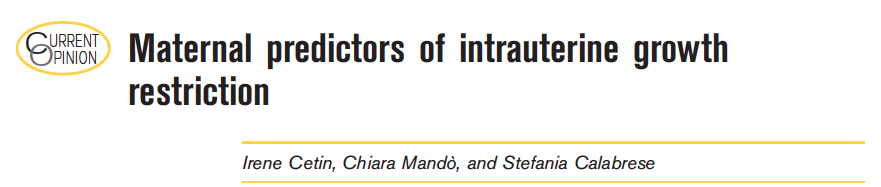 CURRENT
OPINION
Maternal predictors of intrauterine growth
restriction
Irene Cetin, Chiara Mandò, and Stefania Calabrese